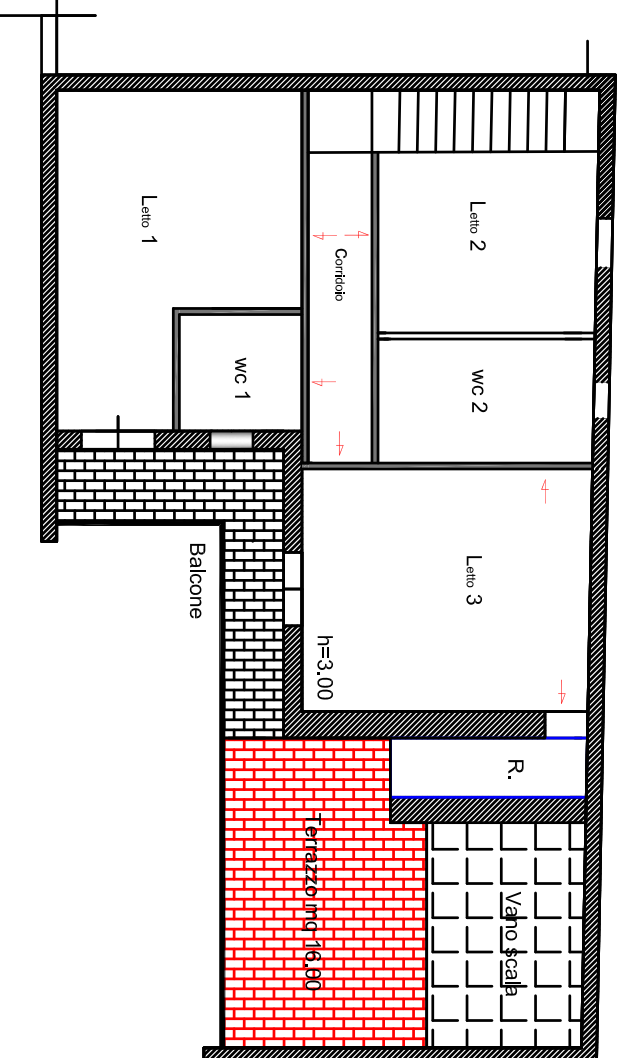 Letto 1
Letto 2
Corridoio
wc 1
wc 2
Letto 3
Balcone
h=3.00
R.
Terrazzo mq 16.00
Vano scala